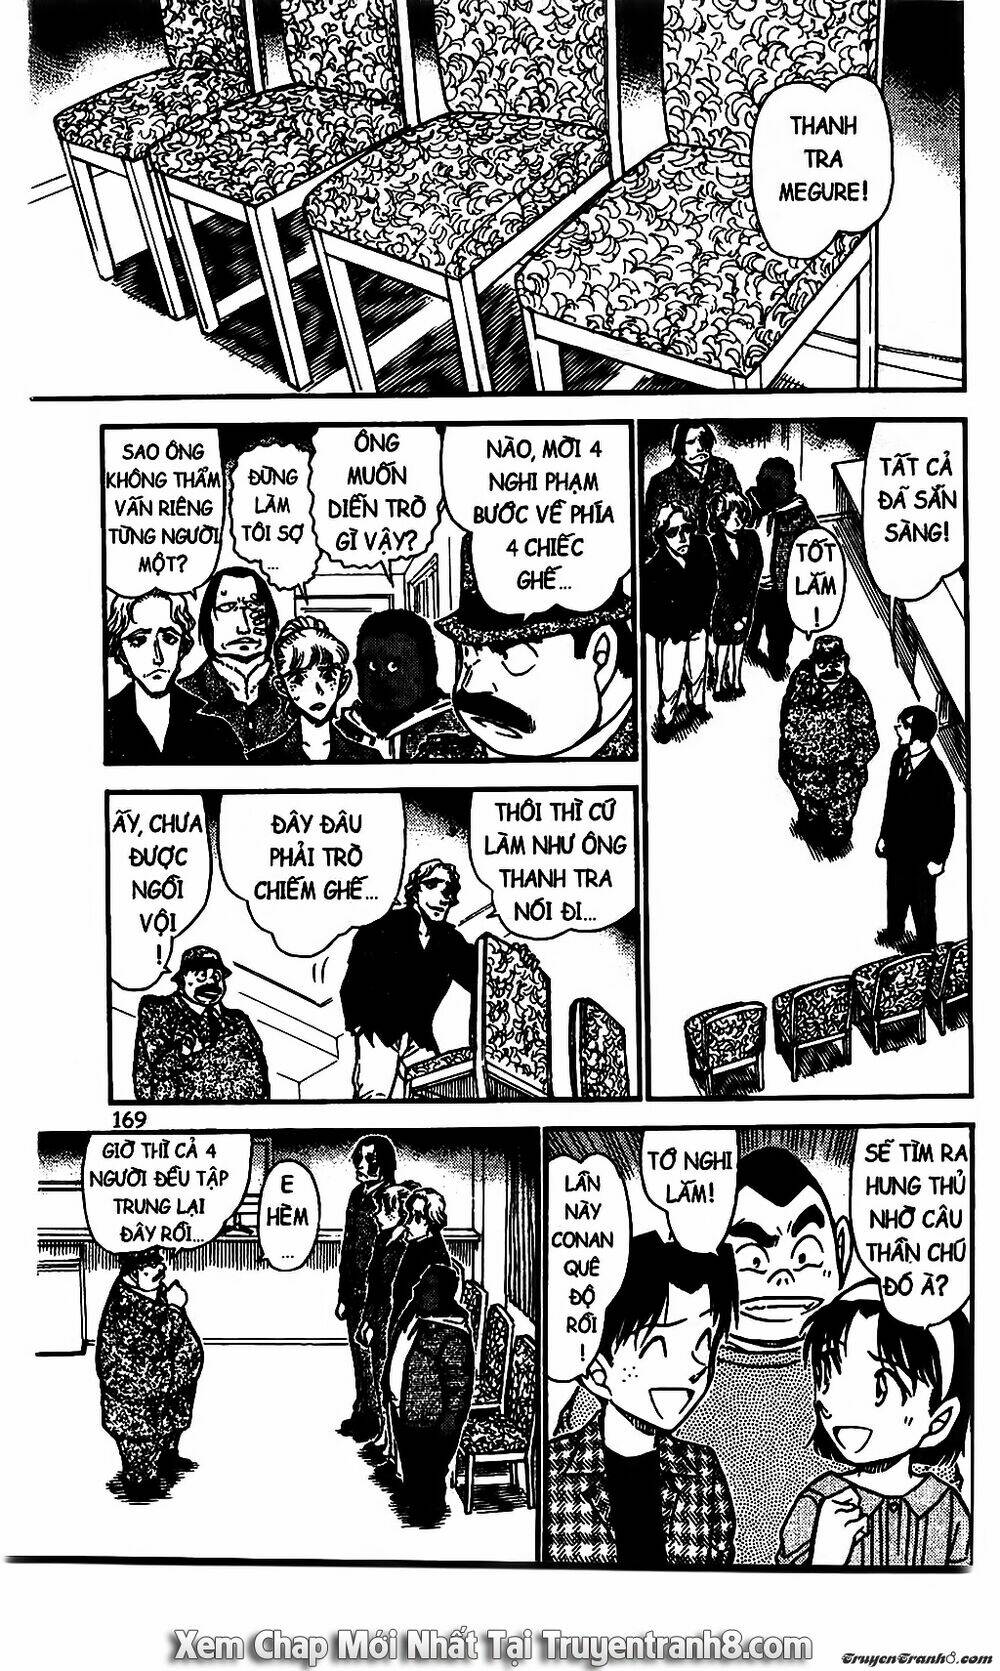 THANH
TRA
MEGURE!
TẤT CẢ
ĐÃ SẴN
SÀNG!
TỐT
LẮM
!
NÀO, MỜI 4
NGHI PHẠM
BƯỚC VỀ PHÍA
4 CHIẾC
GHẾ...
ÔNG
MUỐN
DIỄN TRÒ
GÌ VẬY?
ĐỪNG
LÀM
TÔI SỢ
...
SAO ÔNG
KHÔNG THẨM
VẤN RIÊNG
TỪNG NGƯỜI
MỘT?
THÔI THÌ CỨ
LÀM NHƯ ÔNG
THANH TRA
NÓI ĐI...
ĐÂY ĐÂU
PHẢI TRÒ
CHIẾM GHẾ...
ẤY, CHƯA
ĐƯỢC
NGỒI
VỘI
!
169
SẼ TÌM RA
HUNG THỦ
NHỜ CÂU
THẦN CHÚ
ĐÓ À?
TỚ NGHI
LẮM!
LẦN
NÀY
CONAN
QUÊ
ĐỘ
RỒI
!
E
HÈM
...
GIỜ THÌ CẢ 4
NGƯỜI ĐỀU TẬP
TRUNG LẠI
ĐÂY RỒI...
Xem Chap Mới Nhất Tại Truyentranh8.com
TruyenTranh8.com